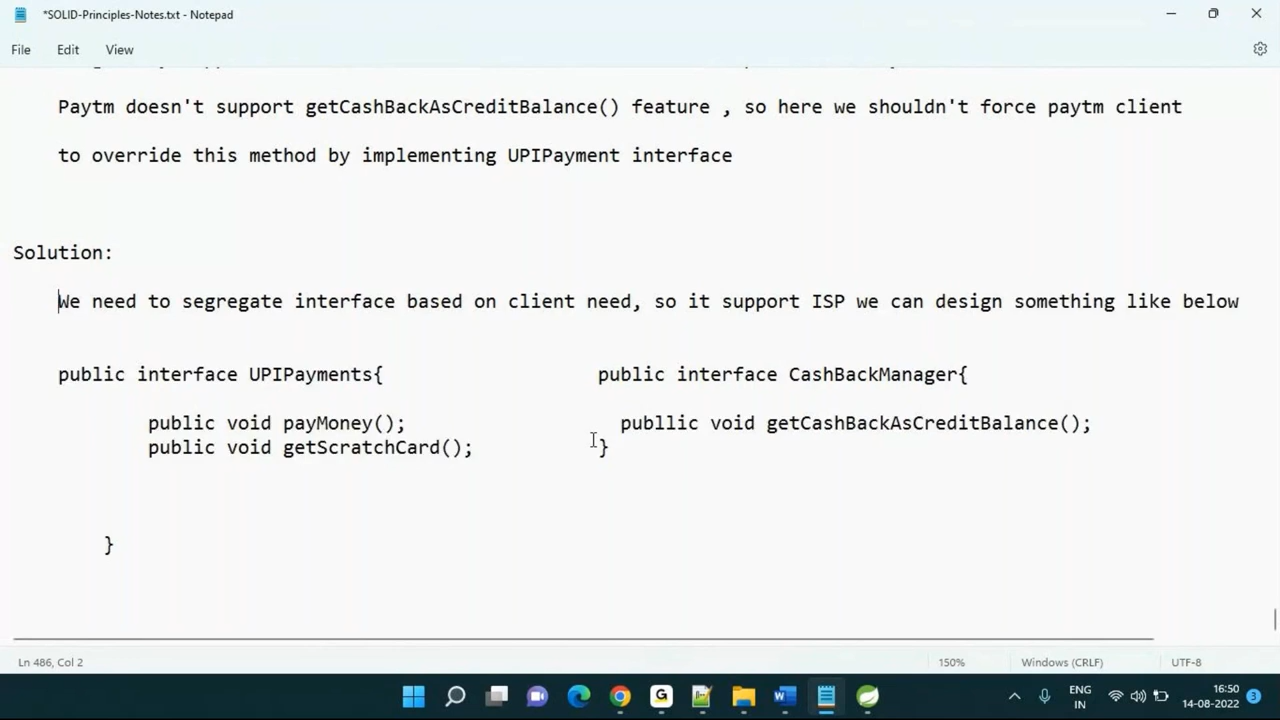 *SOLID-Principles-Notes.txt - Notepad
File Edit View
Paytm doesn't support getCashBackAsCreditBalance() feature , so here we shouldn't force paytm client
to override this method by implementing UPIPayment interface
Solution:
We need to segregate interface based on client need, so it support ISP we can design something like below
public interface UPIPayments{ public interface CashBackManager{
public void payMoney(); publlic void getCashBackAsCreditBalance();
public void getScratchCard(); }
}
Ln 486, Col 2 150% Windows (CRLF) UTF-8
ENG 16:50
IN 14-08-2022 3